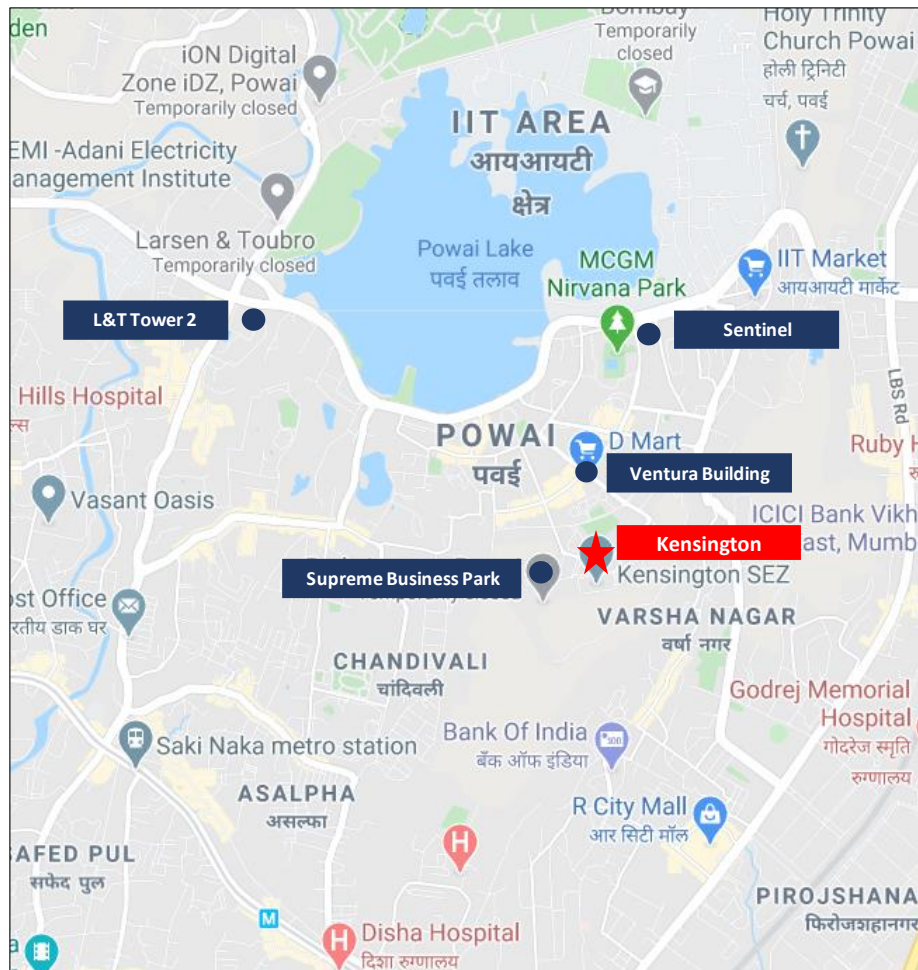 den
Bombay
Temporarily
closed
Holy Trinity
Church Powai
होली ट्रिनिटी
चर्च, पवई
iON Digital
Zone iDZ, Powai
Temporarily closed
IIT AREA
आयआयटी
क्षेत्र
EMI -Adani Electricity
anagement Institute
Larsen & Toubro
Temporarily closed
Powai Lake
पवई तलाव
MCGM
Nirvana Park
IIT Market
आयआयटी मार्केट
L&T Tower 2
Sentinel
Hills Hospital
LBS Rd
POWAI
पवई
D Mart
Ruby H
Ventura Building
Vasant Oasis
ICICI Bank Vikh
ast, Mumb
Kensington
Kensington SEZ
Supreme Business Park
ost Office
रतीय डाक घर
VARSHA NAGAR
वर्षा नगर
CHANDIVALI
चांदिवली
Godrej Memorial
Hospital
गोदरेज स्मृति
रुग्णालय
Bank Of India
बँक ऑफ इंडिया
Saki Naka metro station
ASALPHA
असल्फा
R City Mall
आर सिटी मॉल
H
SAFED PUL
सफेद पुल
PIROJSHANA
फिरोजशहानगर
M
H
Disha Hospital
दिशा रुग्णालय
a